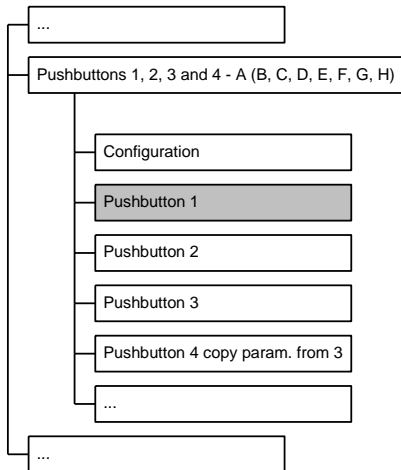 ...
Pushbuttons 1, 2, 3 and 4 - A (B, C, D, E, F, G, H)
Configuration
Pushbutton 1
Pushbutton 2
Pushbutton 3
Pushbutton 4 copy param. from 3
...
...